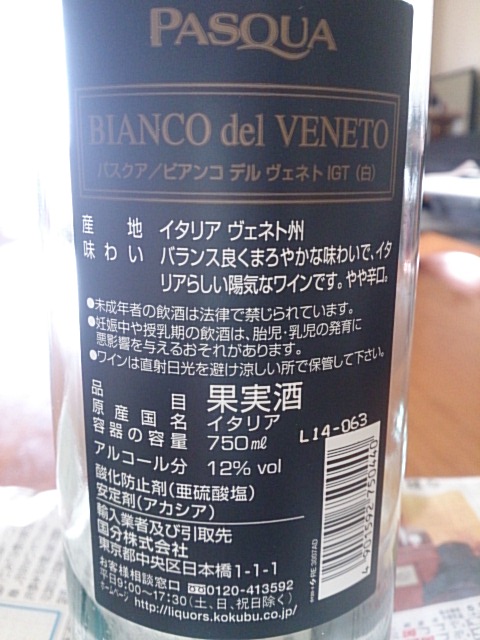 PASQUA
BIANCO del VENETO
パスクア／ビアンコ デル ヴェネト IGT（白）
産地 イタリア ヴェネト州
味わい バランス良くまろやかな味わいで、イタ
リアらしい陽気なワインです。やや辛口。
●未成年者の飲酒は法律で禁じられています。
●妊娠中や授乳期の飲酒は、胎児・乳児の発育に
悪影響を与えるおそれがあります。
●ワインは直射日光を避け涼しい所で保管して下さい。
品目 果実酒
原産国名 イタリア
容器の容量 750㎖
L14-063
アルコール分 12% vol
酸化防止剤（亜硫酸塩）
安定剤（アカシア）
輸入業者及び引取先
国分株式会社
東京都中央区日本橋1-1-1
お客様相談窓口 0120-413592
平日9:00～17:30（土、日、祝日除く）
ホームページ http://liquors.kokubu.co.jp/
RE 3007AD